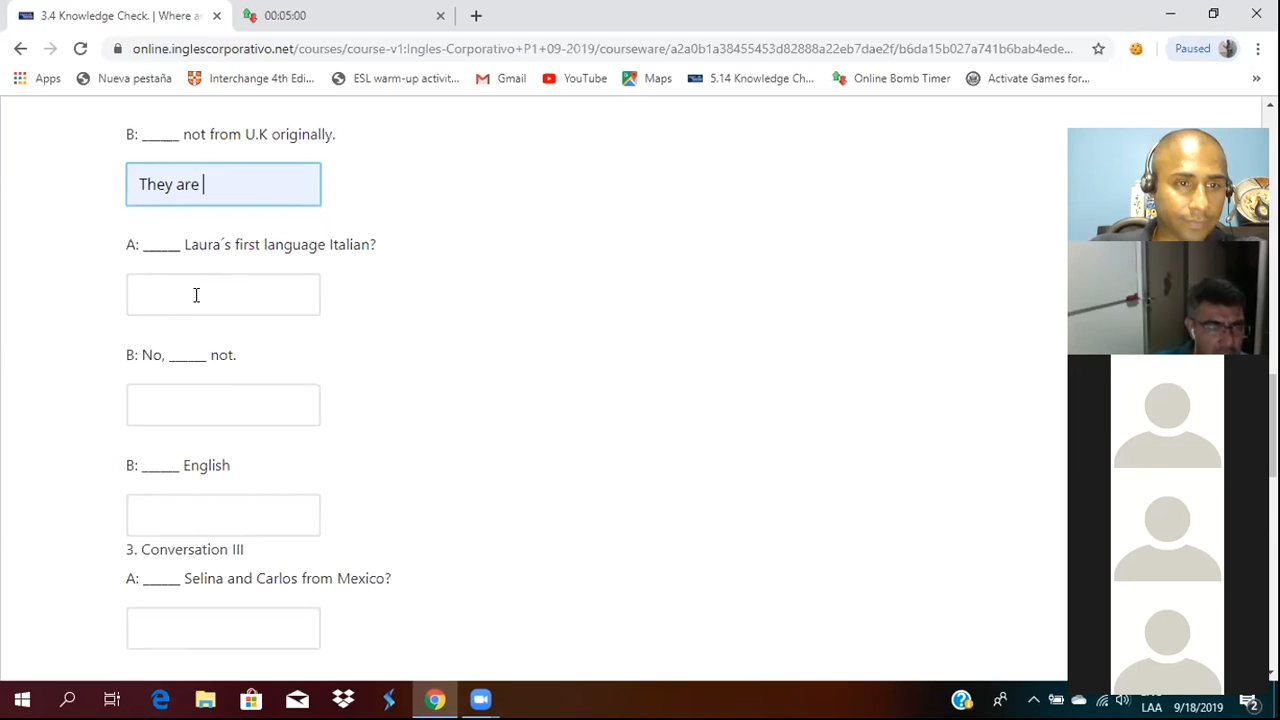 3.4 Knowledge Check. | Where a
00:05:00
online.inglescorporativo.net/courses/course-v1:Ingles-Corporativo+P1+09-2019/courseware/a2a0b1a38455453d82888a22eb7dae2f/b6da15b027a741b6bab4ede...
Paused
Apps
Nueva pestaña
Interchange 4th Edi...
ESL warm-up activit...
Gmail
YouTube
Maps
5.14 Knowledge Ch...
Online Bomb Timer
Activate Games for...
»
B: _____ not from U.K originally.
They are
A: _____ Laura´s first language Italian?
B: No, _____ not.
B: _____ English
3. Conversation III
A: _____ Selina and Carlos from Mexico?
LAA
9/18/2019
2